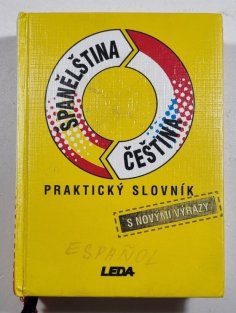 ŠPANĚLŠTINA
ČEŠTINA
PRAKTICKÝ SLOVNÍK
S NOVÝMI VÝRAZY
ESPAÑOL
LEDA